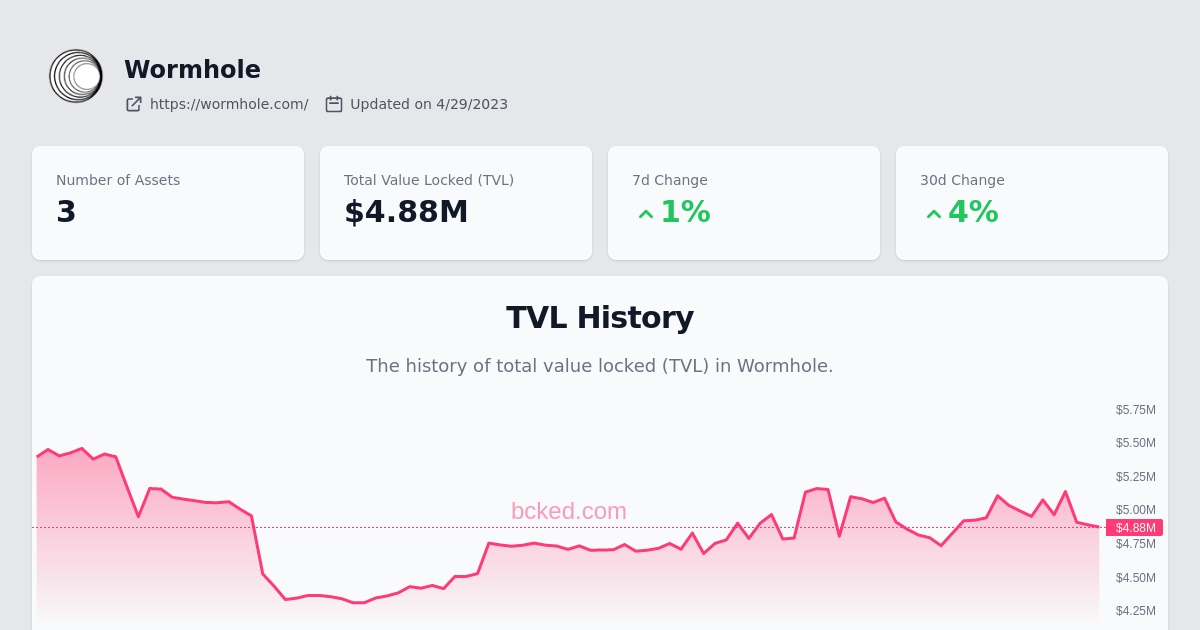 Wormhole
https://wormhole.com/ Updated on 4/29/2023
Number of Assets
3
Total Value Locked (TVL)
$4.88M
7d Change
1%
30d Change
4%
TVL History
The history of total value locked (TVL) in Wormhole.
$5.75M
$5.50M
$5.25M
bcked.com
$5.00M
$4.88M
$4.75M
$4.50M
$4.25M